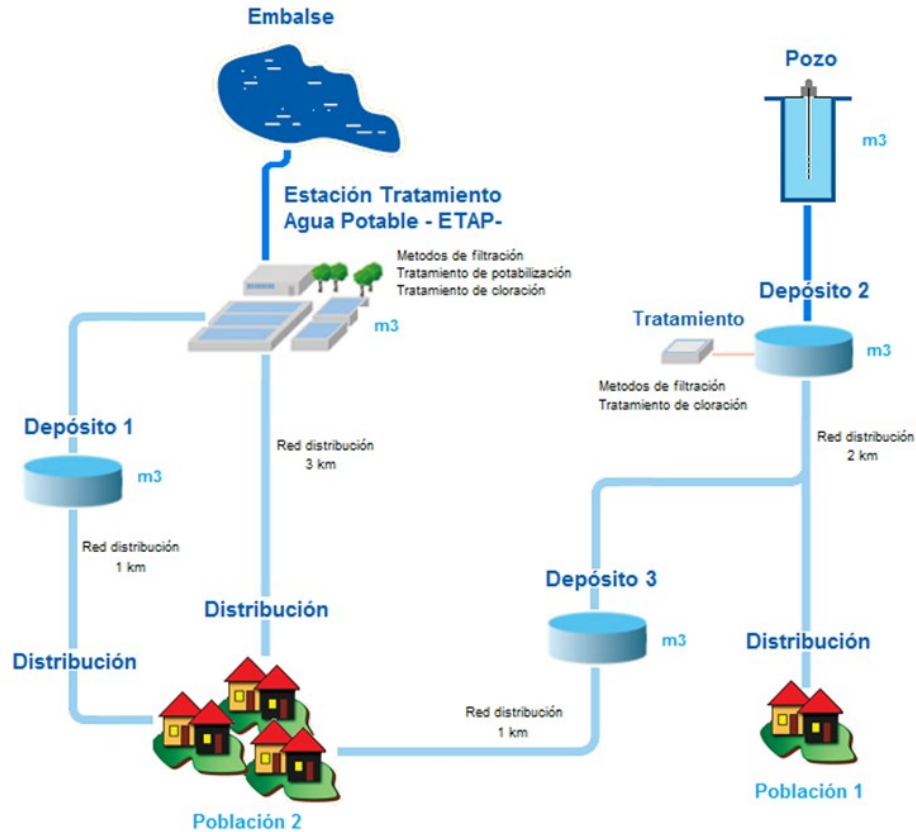 Embalse
Pozo
m3
Estación Tratamiento
Agua Potable - ETAP-
Metodos de filtración
Tratamiento de potabilización
Tratamiento de cloración
m3
Depósito 2
Tratamiento
m3
Metodos de filtración
Tratamiento de cloración
Depósito 1
m3
Red distribución
3 km
Red distribución
2 km
Red distribución
1 km
Depósito 3
m3
Distribución
Distribución
Distribución
Red distribución
1 km
Población 2
Población 1